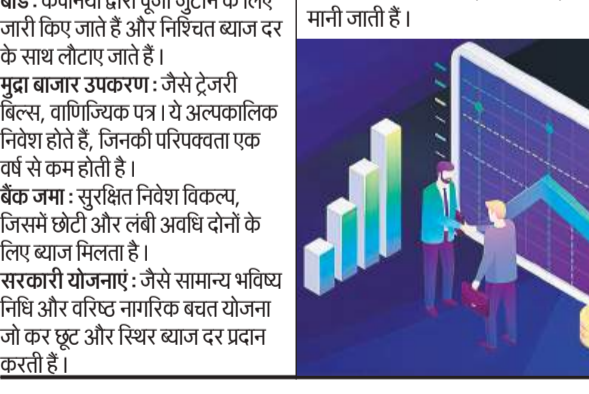 बॉंड : कंपनियों द्वारा पूंजी जुटाने के लिए
जारी किए जाते हैं और निश्चित ब्याज दर
के साथ लौटाए जाते हैं।
मुद्रा बाजार उपकरण : जैसे ट्रेजरी
बिल्स, वाणिज्यिक पत्र। ये अल्पकालिक
निवेश होते हैं, जिनकी परिपक्वता एक
वर्ष से कम होती है।
बैंक जमा : सुरक्षित निवेश विकल्प,
जिसमें छोटी और लंबी अवधि दोनों के
लिए ब्याज मिलता है।
सरकारी योजनाएं : जैसे सामान्य भविष्य
निधि और वरिष्ठ नागरिक बचत योजना
जो कर छूट और स्थिर ब्याज दर प्रदान
करती हैं।
मानी जाती हैं।